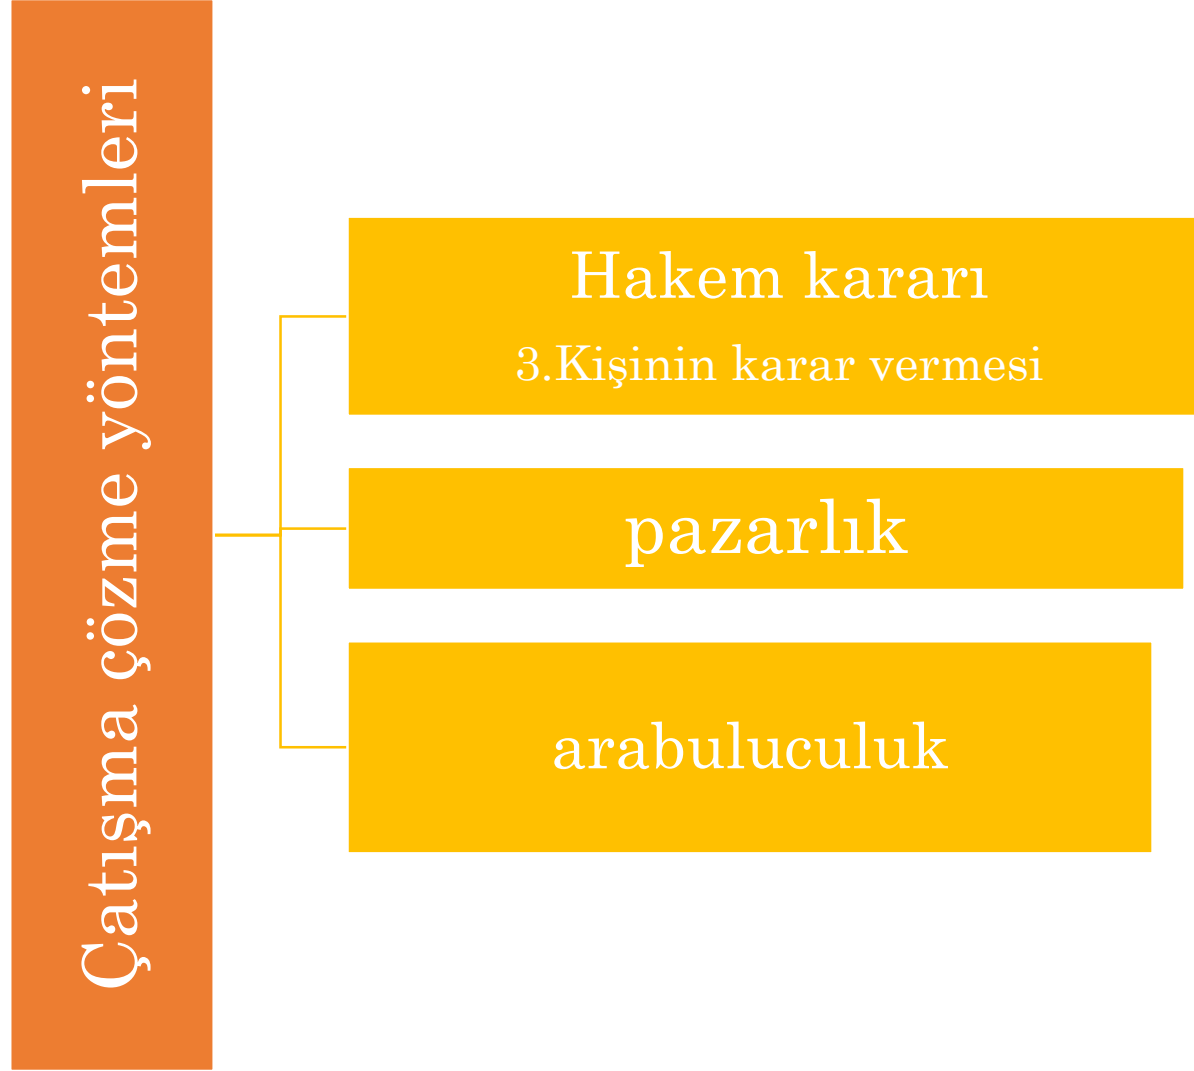 Çatışma çözme yöntemleri
Hakem kararı
3.Kişinin karar vermesi
pazarlık
arabuluculuk